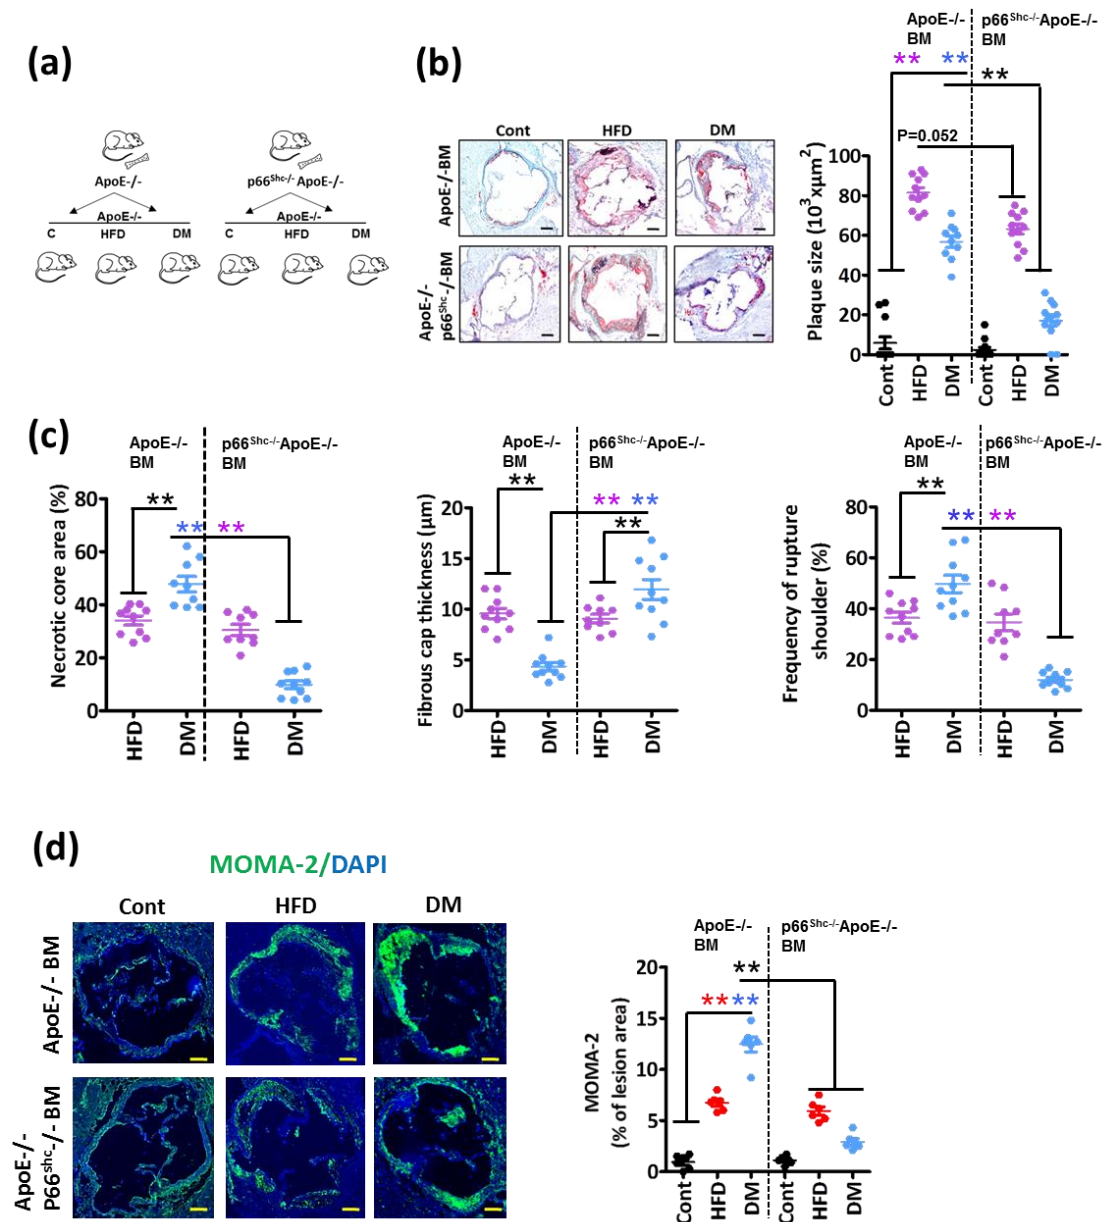 (a)
ApoE-/-
p66Shc-/-ApoE-/-
ApoE-/-
ApoE-/-
C HFD DM
C HFD DM
(b)
Cont HFD DM
ApoE-/-BM
ApoE-/-
p66Shc-/-BM
ApoE-/-
BM
p66Shc-/-ApoE-/-
BM
** **
**
P=0.052
Plaque size (10³ xµm²)
100
80
60
40
20
0
Cont HFD DM Cont HFD DM
(c)
ApoE-/-
BM
p66Shc-/-ApoE-/-
BM
**
** **
Necrotic core area (%)
80
60
40
20
0
HFD DM HFD DM
ApoE-/-
BM
p66Shc-/-ApoE-/-
BM
**
** **
**
Fibrous cap thickness (µm)
20
15
10
5
0
HFD DM HFD DM
ApoE-/-
BM
p66Shc-/-ApoE-/-
BM
**
** **
Frequency of rupture
shoulder (%)
80
60
40
20
0
HFD DM HFD DM
(d)
MOMA-2/DAPI
Cont HFD DM
ApoE-/- BM
ApoE-/-
P66shc-/- BM
ApoE-/-
BM
p66Shc-/-ApoE-/-
BM
**
** **
MOMA-2
(% of lesion area)
20
15
10
5
0
Cont HFD DM Cont HFD DM